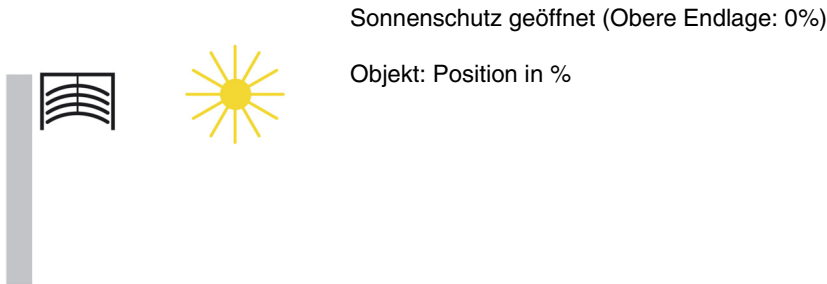 Sonnenschutz geöffnet (Obere Endlage: 0%)
Objekt: Position in %